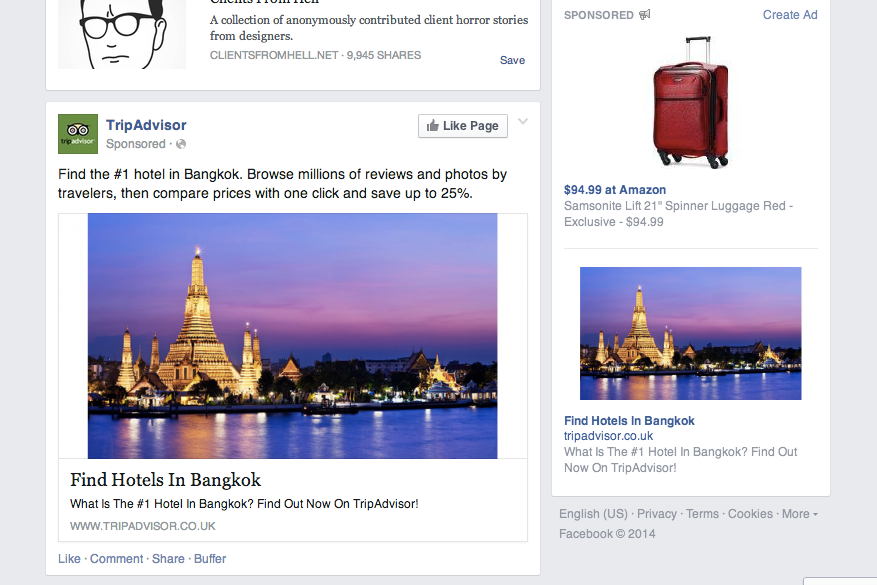 Clients From Hell
A collection of anonymously contributed client horror stories
from designers.
CLIENTSFROMHELL.NET · 9,945 SHARES
Save
tripadvisor
TripAdvisor
Sponsored ·
Like Page
Find the #1 hotel in Bangkok. Browse millions of reviews and photos by
travelers, then compare prices with one click and save up to 25%.
Find Hotels In Bangkok
What Is The #1 Hotel In Bangkok? Find Out Now On TripAdvisor!
WWW.TRIPADVISOR.CO.UK
Like · Comment · Share · Buffer
SPONSORED
Create Ad
$94.99 at Amazon
Samsonite Lift 21" Spinner Luggage Red -
Exclusive - $94.99
Find Hotels In Bangkok
tripadvisor.co.uk
What Is The #1 Hotel In Bangkok? Find Out
Now On TripAdvisor!
English (US) · Privacy · Terms · Cookies · More
Facebook © 2014